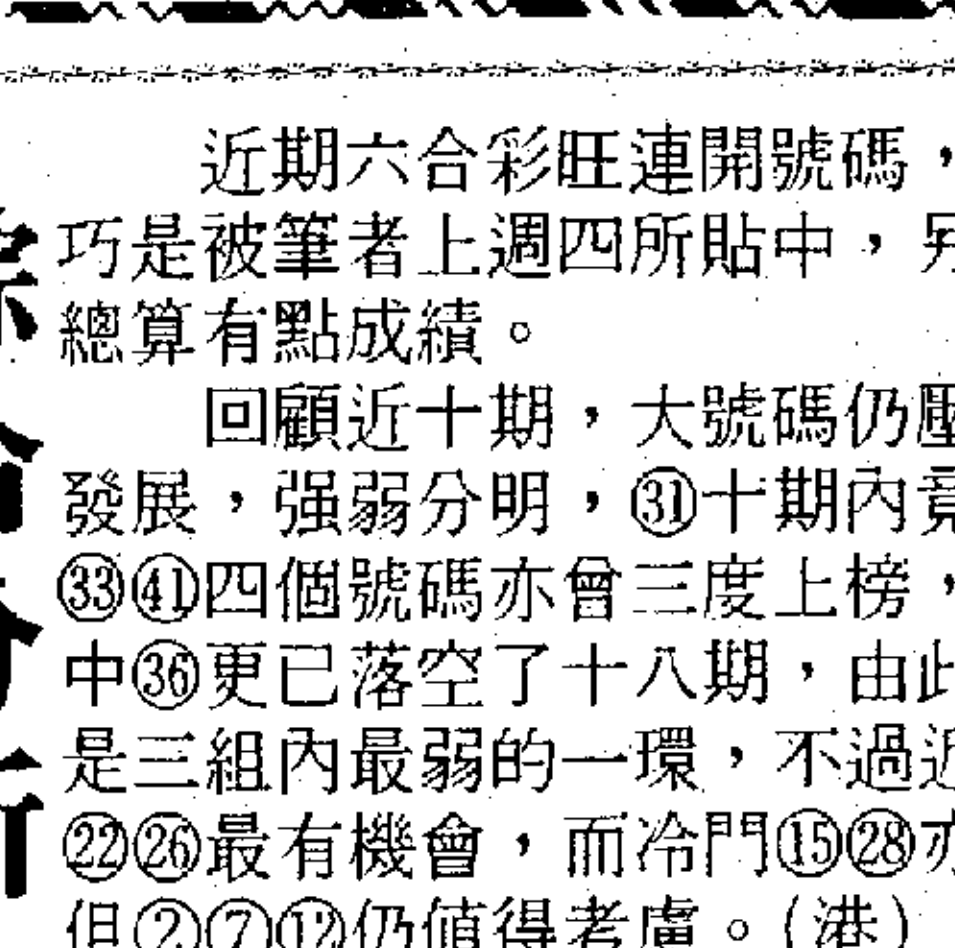 近期六合彩旺連開號碼，
巧是被筆者上週四所貼中，另
總算有點成績。
回顧近十期，大號碼仍壓
發展，强弱分明，㉛十期內竟
㉝㊶四個號碼亦曾三度上榜，
中㊱更已落空了十八期，由此
是三組內最弱的一環，不過近
㉒㉖最有機會，而冷門⑮㉘亦
但②⑦⑫仍值得考慮。(港)